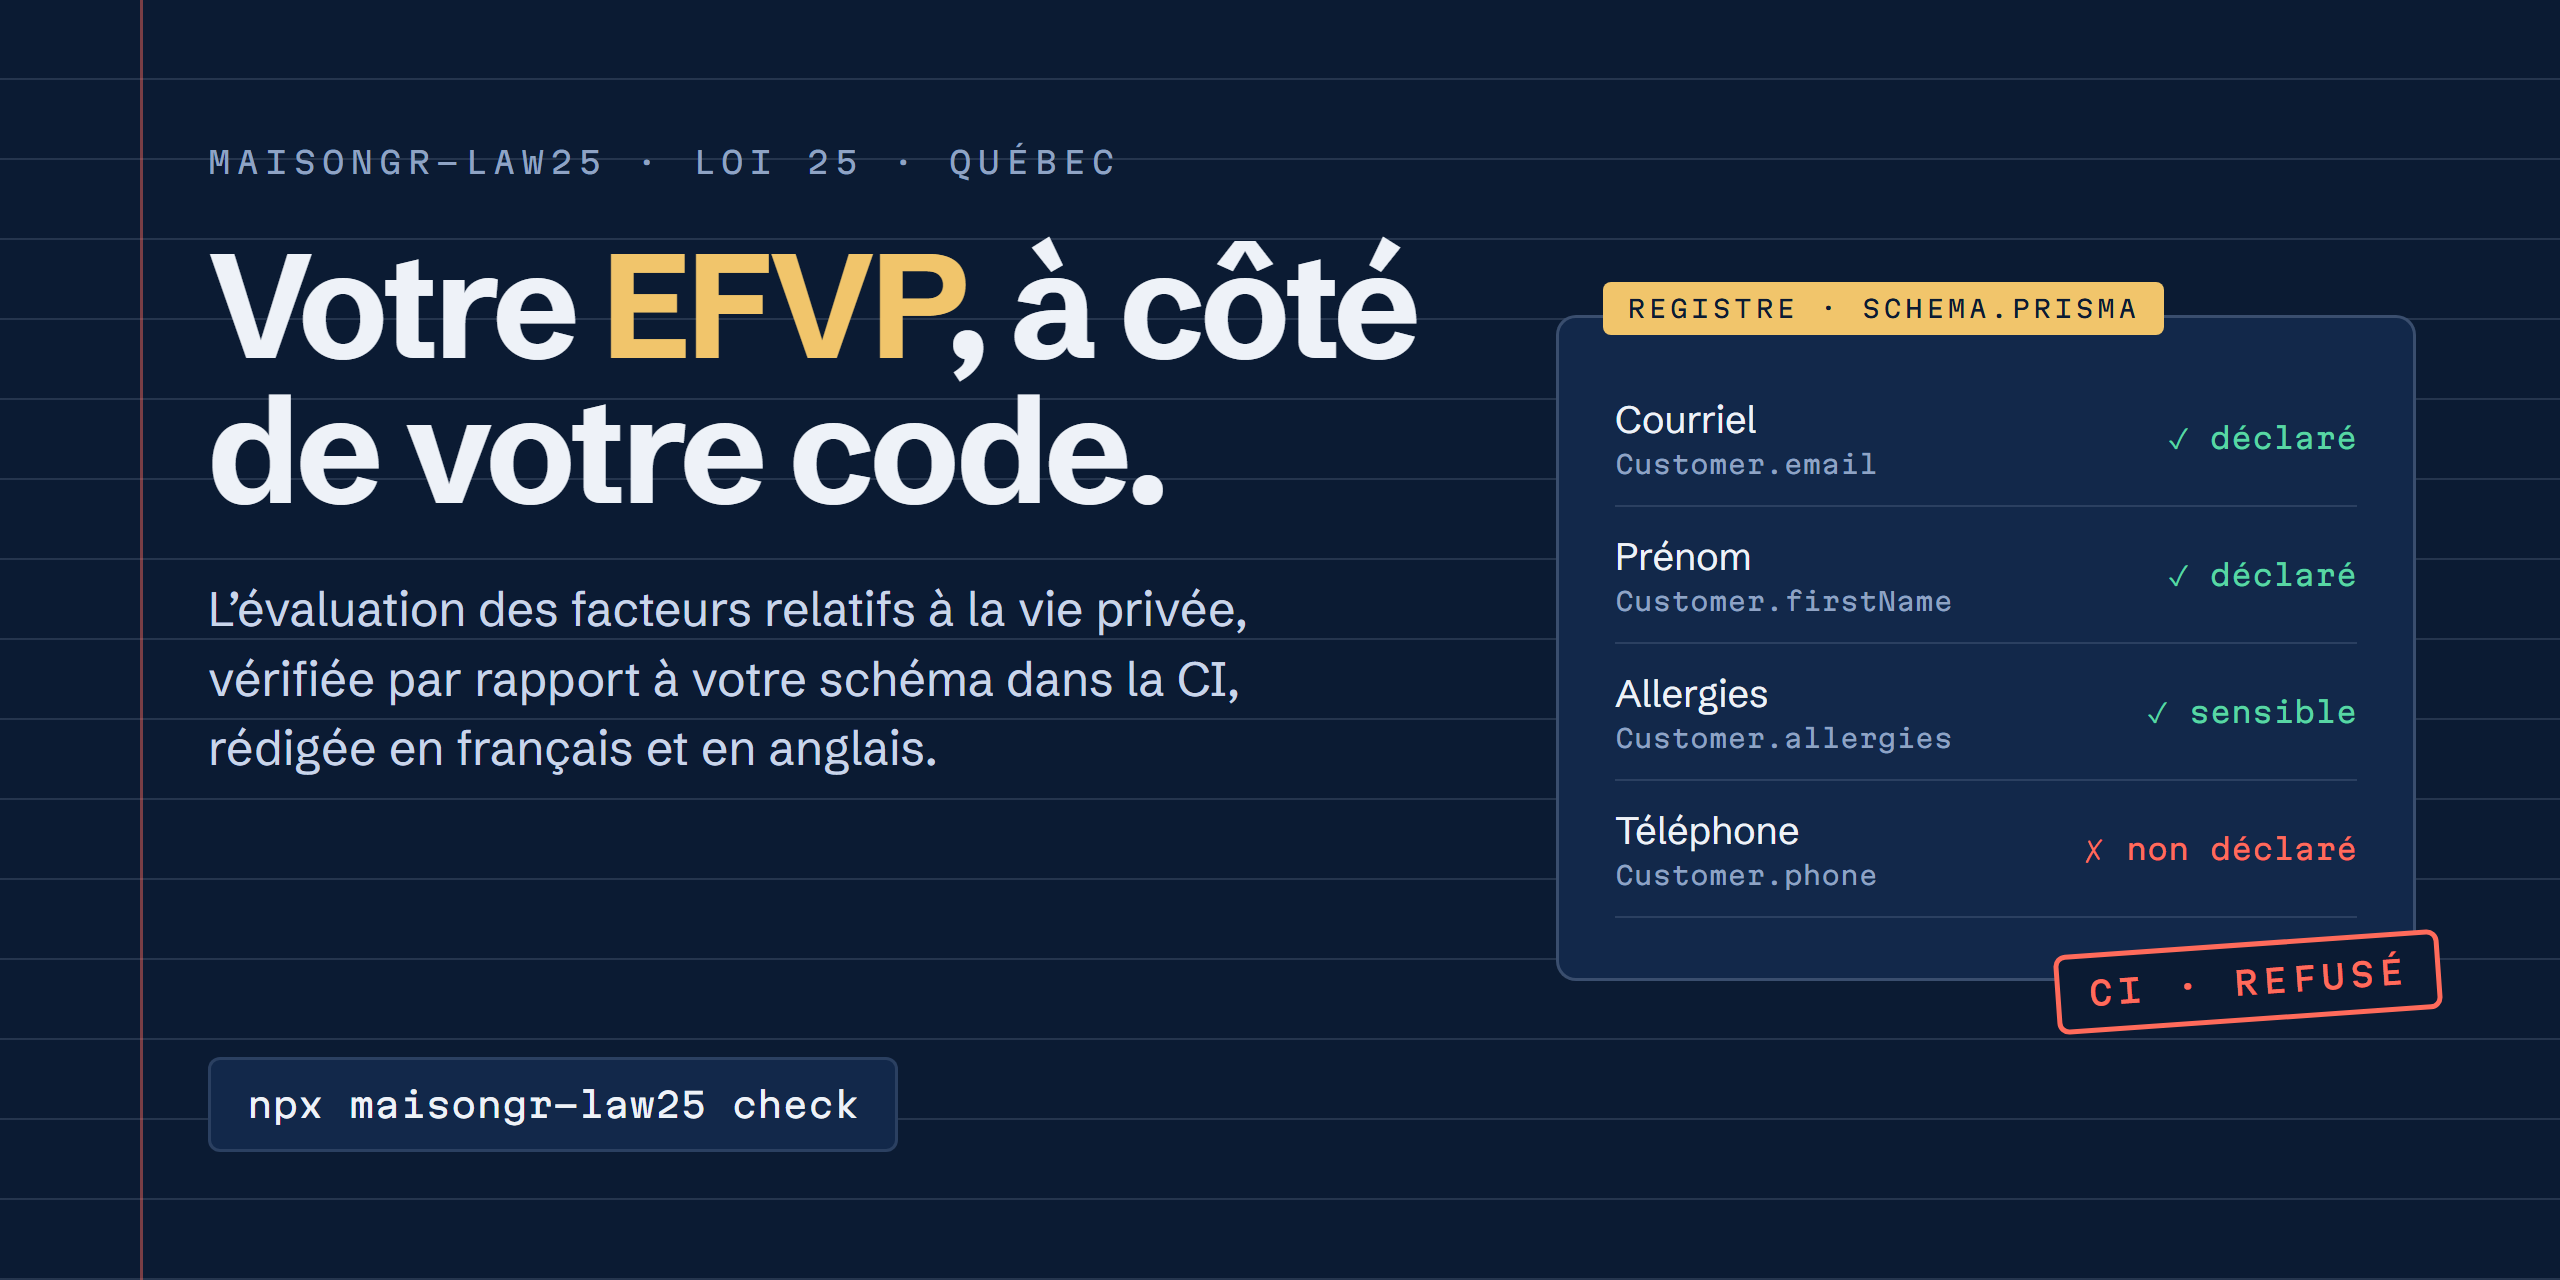 MAISONGR-LAW25 · LOI 25 · QUÉBEC
Votre EFVP, à côté
de votre code.
L’évaluation des facteurs relatifs à la vie privée,
vérifiée par rapport à votre schéma dans la CI,
rédigée en français et en anglais.
npx maisongr-law25 check
REGISTRE · SCHEMA.PRISMA
Courriel
Customer.email
✓ déclaré
Prénom
Customer.firstName
✓ déclaré
Allergies
Customer.allergies
✓ sensible
Téléphone
Customer.phone
✗ non déclaré
CI · REFUSÉ